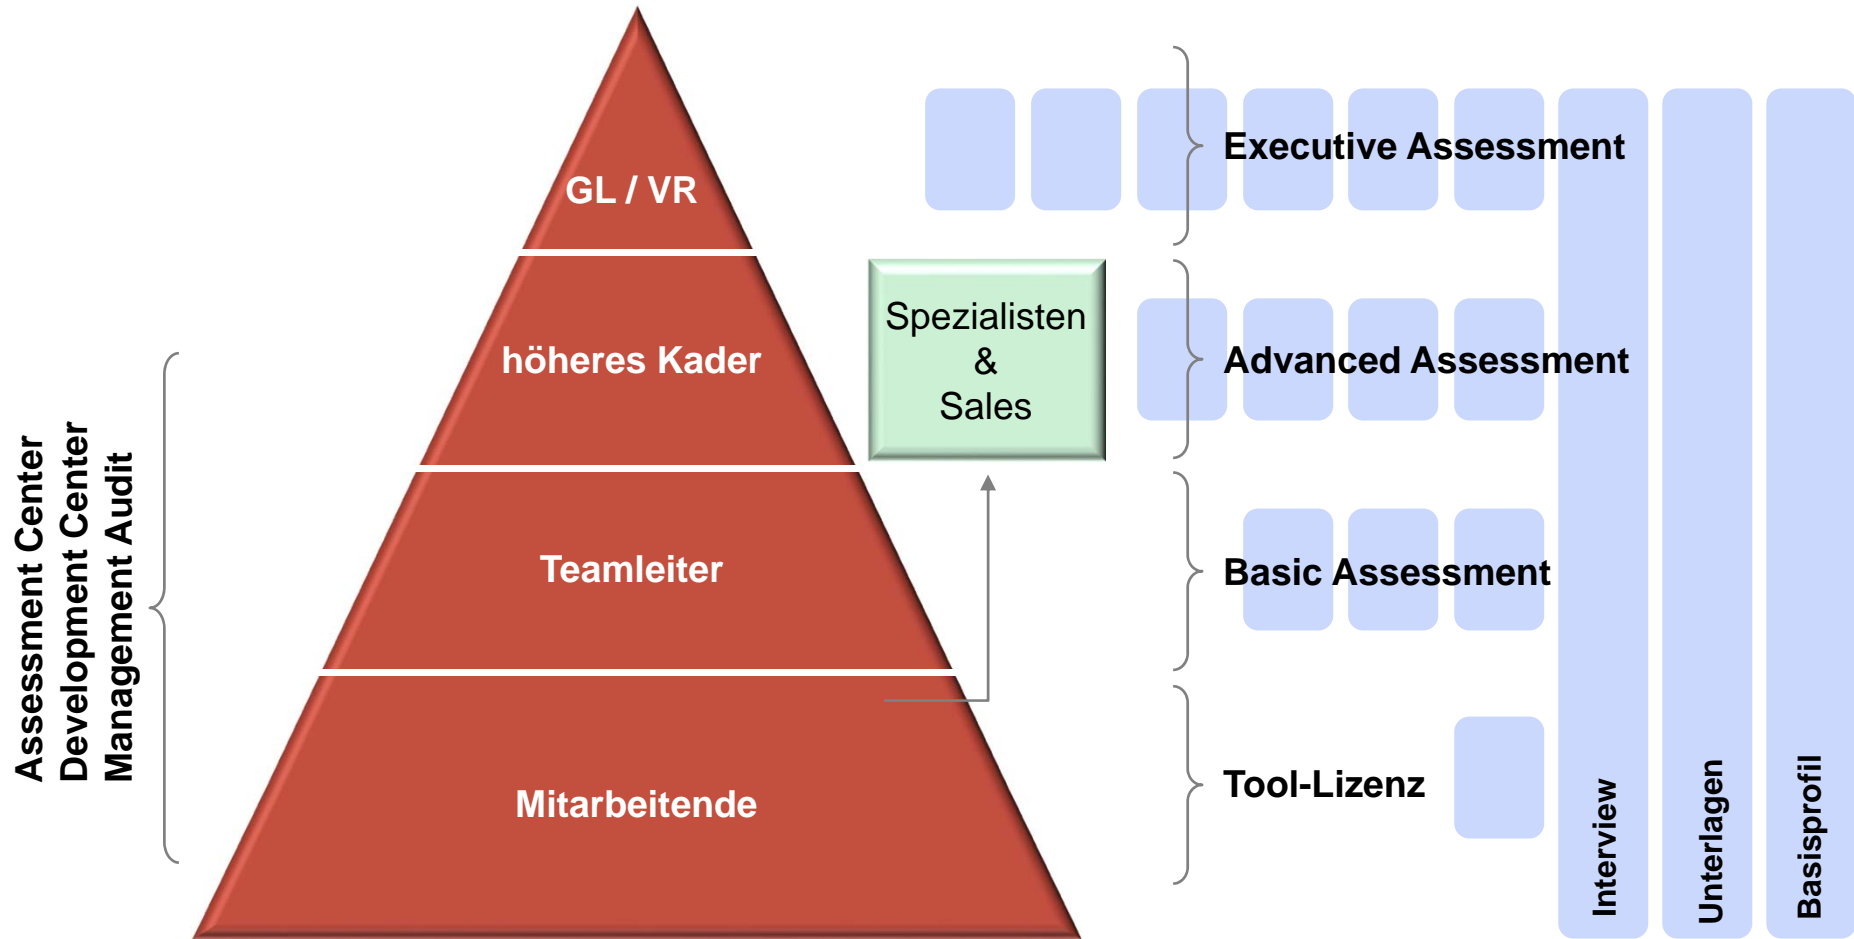 GL / VR
höheres Kader
Teamleiter
Mitarbeitende
Assessment Center
Development Center
Management Audit
Spezialisten
&
Sales
Executive Assessment
Advanced Assessment
Basic Assessment
Tool-Lizenz
Interview
Unterlagen
Basisprofil